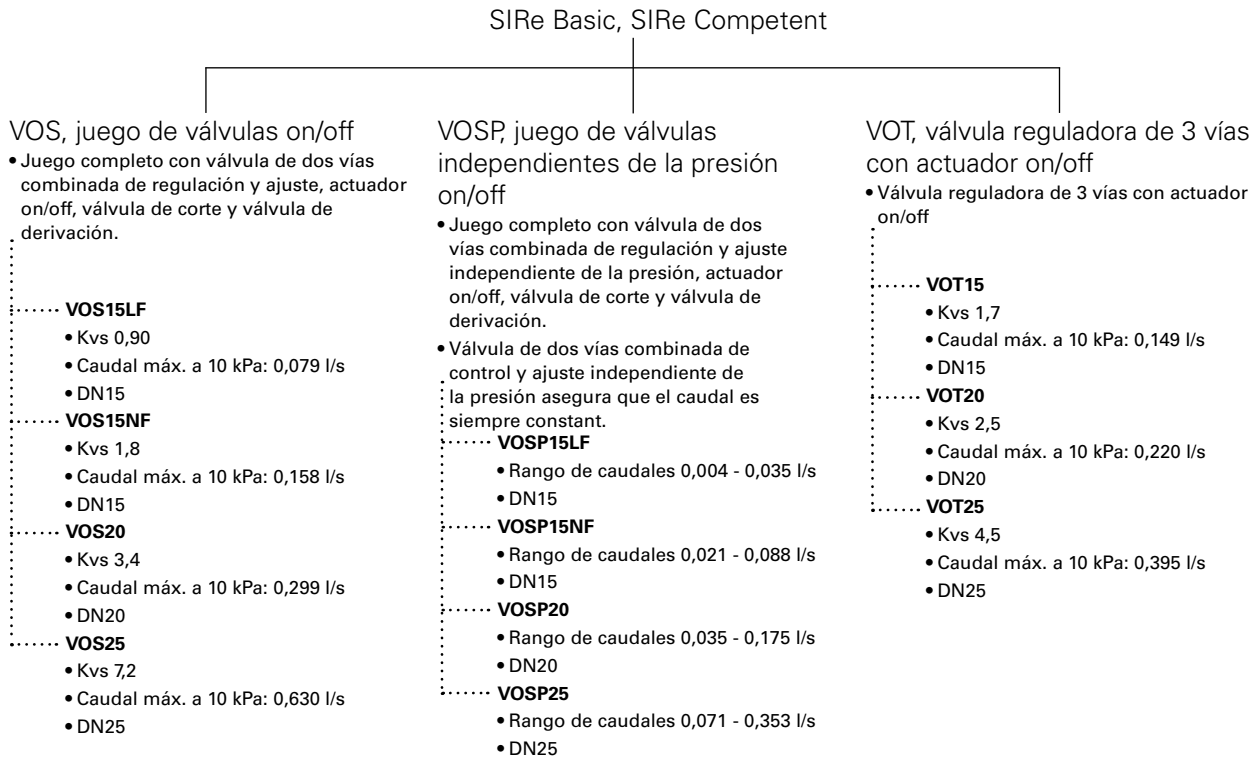 SIRe Basic, SIRe Competent
VOS, juego de válvulas on/off
• Juego completo con válvula de dos vías
combinada de regulación y ajuste, actuador
on/off, válvula de corte y válvula de
derivación.
VOS15LF
• Kvs 0,90
• Caudal máx. a 10 kPa: 0,079 l/s
• DN15
VOS15NF
• Kvs 1,8
• Caudal máx. a 10 kPa: 0,158 l/s
• DN15
VOS20
• Kvs 3,4
• Caudal máx. a 10 kPa: 0,299 l/s
• DN20
VOS25
• Kvs 7,2
• Caudal máx. a 10 kPa: 0,630 l/s
• DN25
VOSP, juego de válvulas
independientes de la presión
on/off
• Juego completo con válvula de dos
vías combinada de regulación y ajuste
independiente de la presión, actuador
on/off, válvula de corte y válvula de
derivación.
• Válvula de dos vías combinada de
control y ajuste independiente de
la presión asegura que el caudal es
siempre constant.
VOSP15LF
• Rango de caudales 0,004 - 0,035 l/s
• DN15
VOSP15NF
• Rango de caudales 0,021 - 0,088 l/s
• DN15
VOSP20
• Rango de caudales 0,035 - 0,175 l/s
• DN20
VOSP25
• Rango de caudales 0,071 - 0,353 l/s
• DN25
VOT, válvula reguladora de 3 vías
con actuador on/off
• Válvula reguladora de 3 vías con actuador
on/off
VOT15
• Kvs 1,7
• Caudal máx. a 10 kPa: 0,149 l/s
• DN15
VOT20
• Kvs 2,5
• Caudal máx. a 10 kPa: 0,220 l/s
• DN20
VOT25
• Kvs 4,5
• Caudal máx. a 10 kPa: 0,395 l/s
• DN25